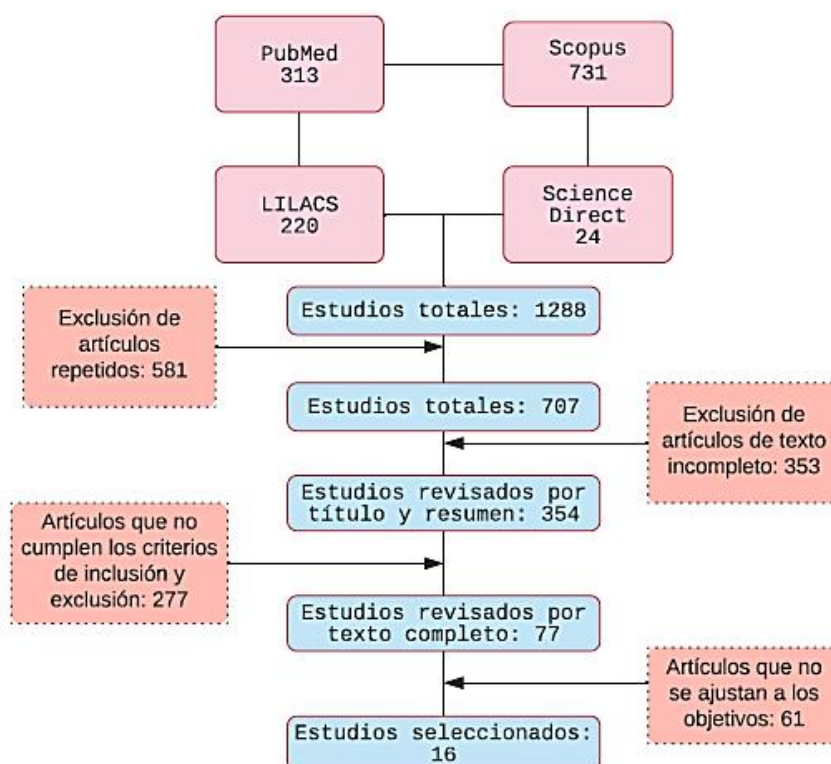 PubMed
313
Scopus
731
LILACS
220
Science
Direct
24
Estudios totales: 1288
Exclusión de
artículos
repetidos: 581
Estudios totales: 707
Exclusión de
artículos de texto
incompleto: 353
Estudios revisados por
título y resumen: 354
Artículos que no
cumplen los criterios
de inclusión y
exclusión: 277
Estudios revisados por
texto completo: 77
Artículos que no
se ajustan a los
objetivos: 61
Estudios seleccionados:
16